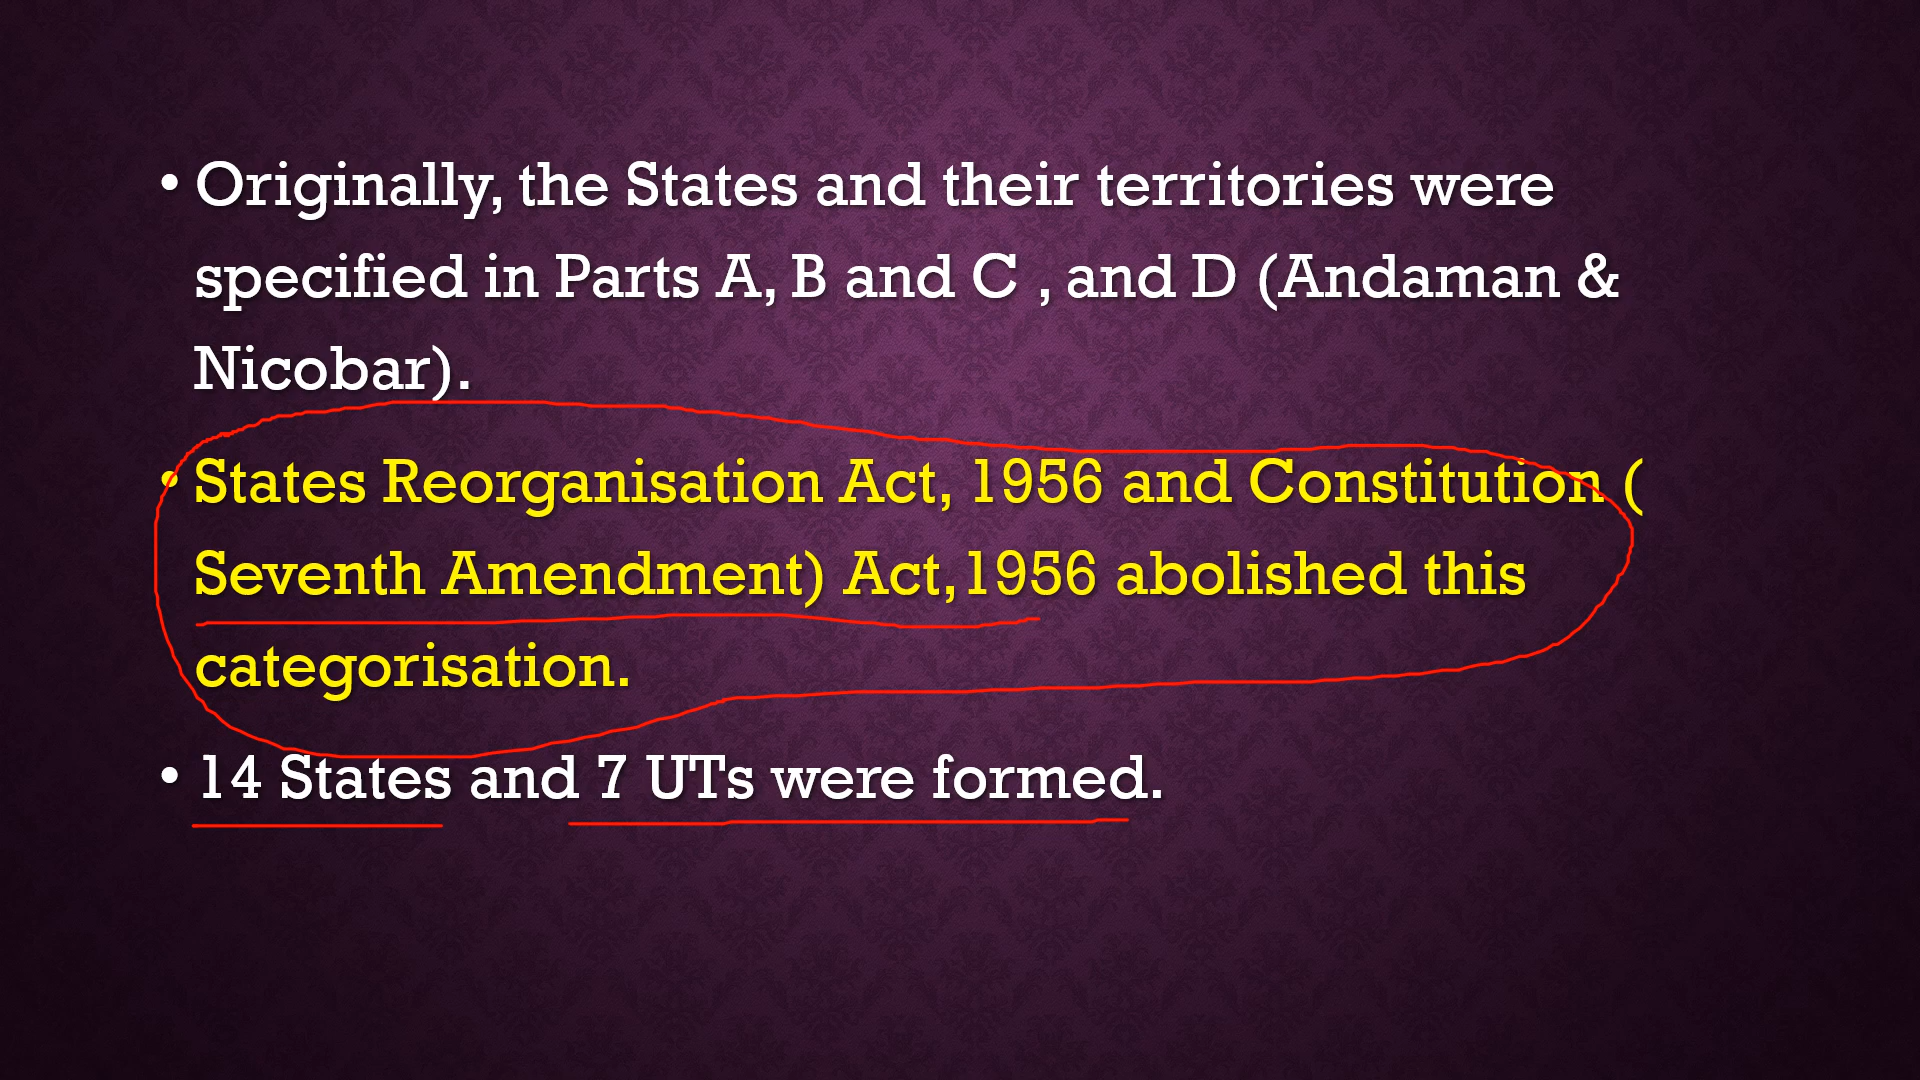 • Originally, the States and their territories were
specified in Parts A, B and C , and D (Andaman &
Nicobar).
• States Reorganisation Act, 1956 and Constitution (
Seventh Amendment) Act,1956 abolished this
categorisation.
• 14 States and 7 UTs were formed.